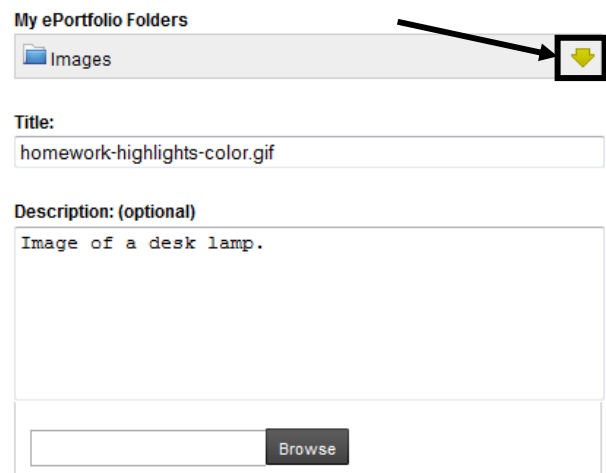 My ePortfolio Folders
Images
Title:
homework-highlights-color.gif
Description: (optional)
Image of a desk lamp.
Browse